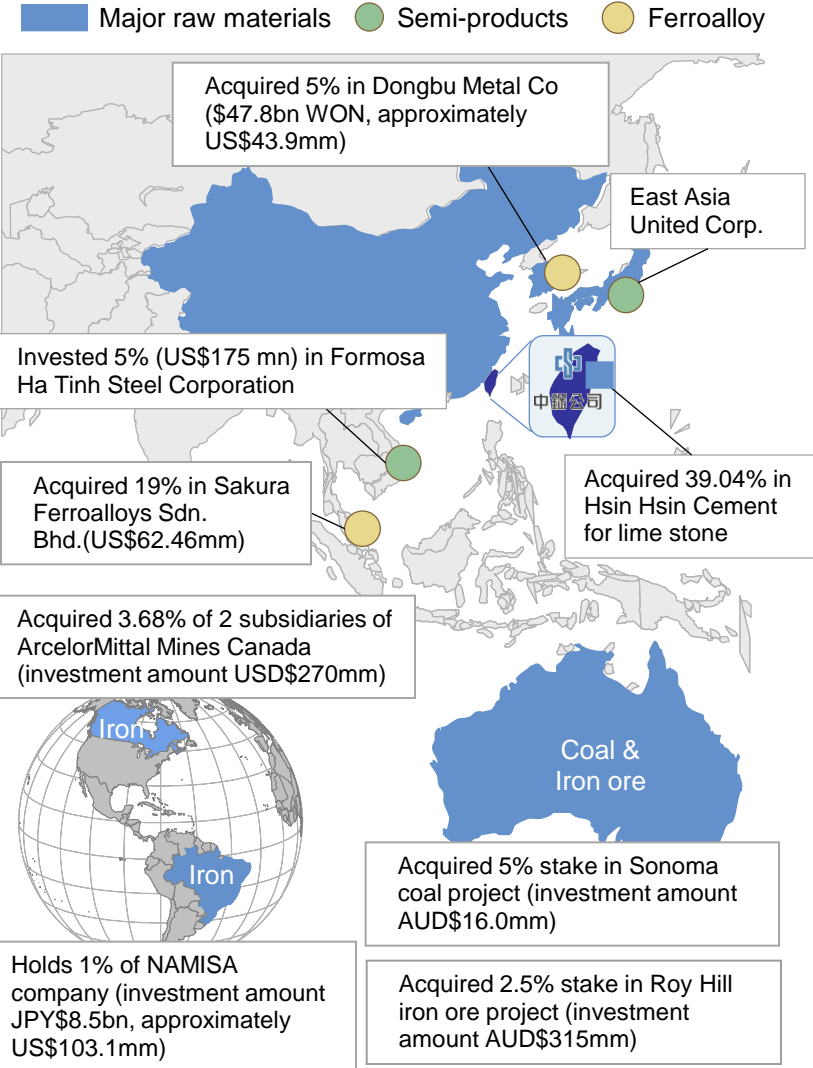 Major raw materials
Semi-products
Ferroalloy
Acquired 5% in Dongbu Metal Co
($47.8bn WON, approximately
US$43.9mm)
East Asia
United Corp.
Invested 5% (US$175 mn) in Formosa
Ha Tinh Steel Corporation
中鋼公司
Acquired 39.04% in
Hsin Hsin Cement
for lime stone
Acquired 19% in Sakura
Ferroalloys Sdn.
Bhd.(US$62.46mm)
Acquired 3.68% of 2 subsidiaries of
ArcelorMittal Mines Canada
(investment amount USD$270mm)
Iron
Iron
Coal &
Iron ore
Acquired 5% stake in Sonoma
coal project (investment amount
AUD$16.0mm)
Holds 1% of NAMISA
company (investment amount
JPY$8.5bn, approximately
US$103.1mm)
Acquired 2.5% stake in Roy Hill
iron ore project (investment
amount AUD$315mm)